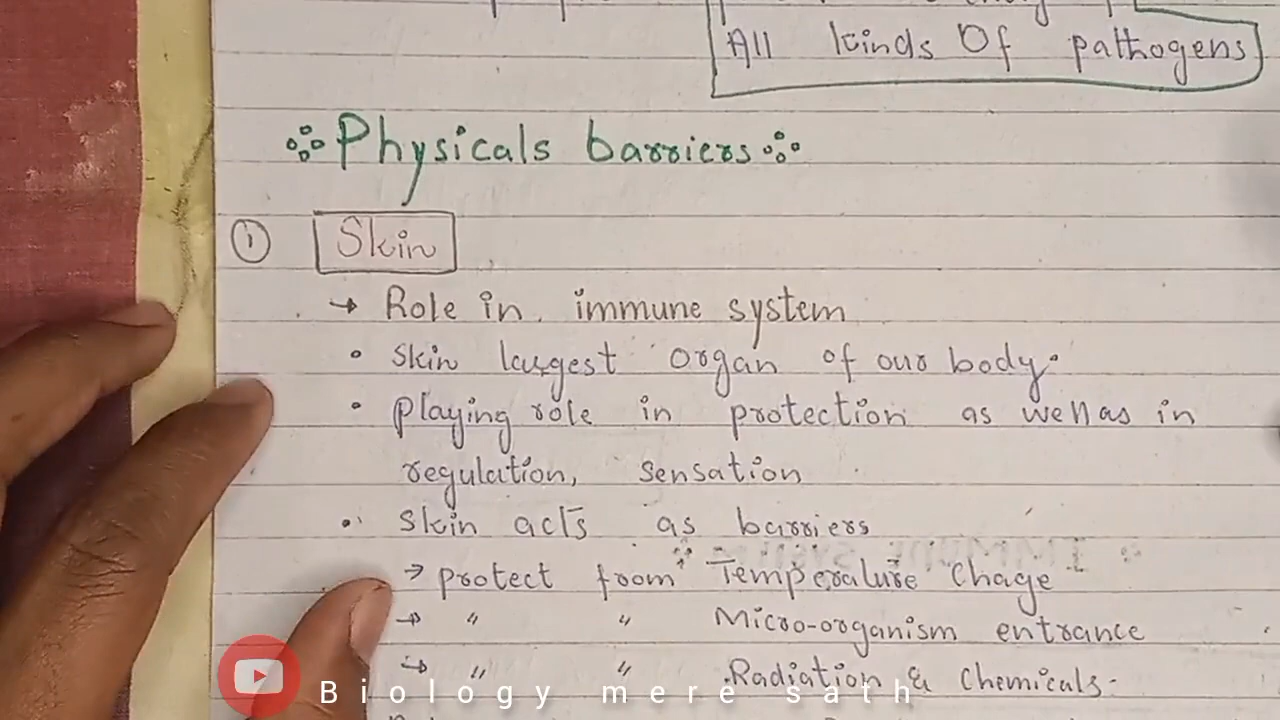 All kinds Of pathogens
Physicals barriers
1 Skin
→ Role in immune system
• Skin largest organ of our body.
• playing role in protection as well as in
regulation, sensation
• Skin acts as barriers
→ protect from Temperature Chage
→ " " Micro-organism entrance
→ " " Radiation & Chemicals.
Biology mere sath